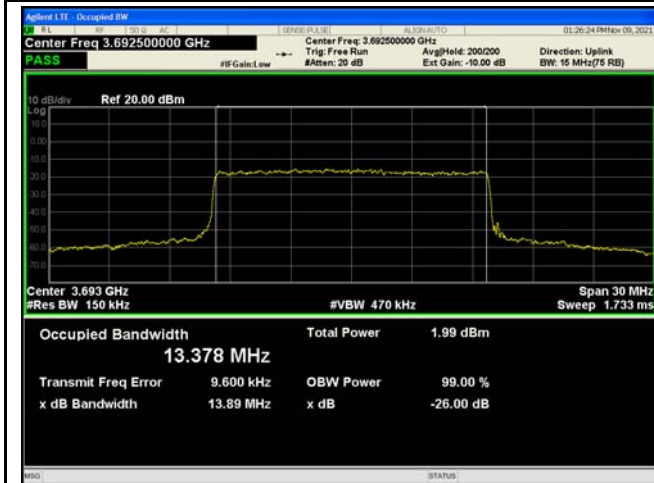 Agilent LTE - Occupied BW
RL RF 50 Ω AC SENSE:PULSE ALIGN AUTO 01:26:24 PM Nov 09, 2021
Center Freq 3.692500000 GHz
Center Freq: 3.692500000 GHz
Trig: Free Run Avg|Hold: 200/200 Direction: Uplink
PASS
#IFGain:Low #Atten: 20 dB Ext Gain: -10.00 dB BW: 15 MHz(75 RB)
10 dB/div Ref 20.00 dBm
Log
10.0
0.00
10.0
20.0
30.0
40.0
50.0
60.0
70.0
Center 3.693 GHz Span 30 MHz
#Res BW 150 kHz #VBW 470 kHz Sweep 1.733 ms
Occupied Bandwidth Total Power 1.99 dBm
13.378 MHz
Transmit Freq Error 9.600 kHz OBW Power 99.00 %
x dB Bandwidth 13.89 MHz x dB -26.00 dB
MSG STATUS